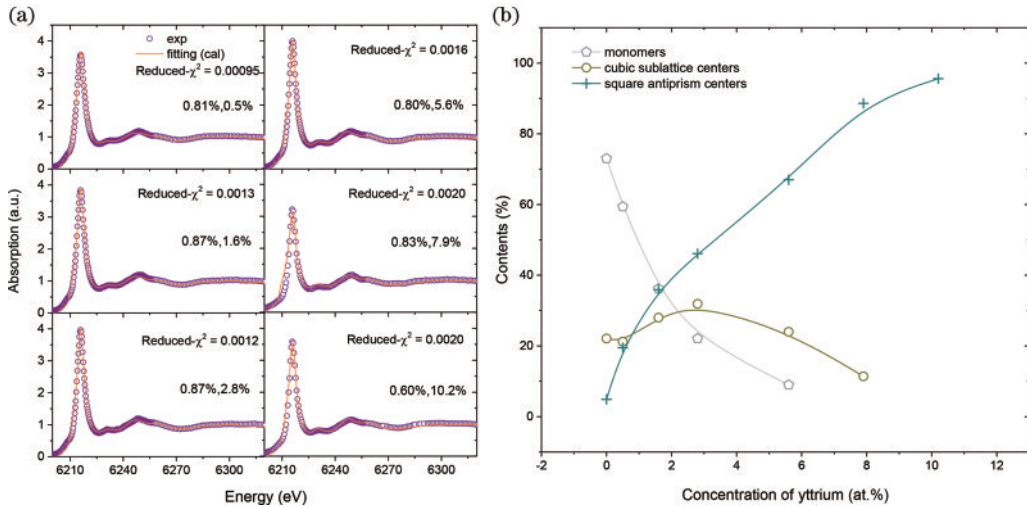 (a)
exp
fitting (cal)
Reduced-χ² = 0.00095
0.81%,0.5%
Reduced-χ² = 0.0016
0.80%,5.6%
Reduced-χ² = 0.0013
0.87%,1.6%
Reduced-χ² = 0.0020
0.83%,7.9%
Reduced-χ² = 0.0012
0.87%,2.8%
Reduced-χ² = 0.0020
0.60%,10.2%
4
3
2
1
0
4
3
2
1
0
4
3
2
1
0
Absorption (a.u.)
6210 6240 6270 6300 6210 6240 6270 6300
Energy (eV)
(b)
monomers
cubic sublattice centers
square antiprism centers
100
80
60
40
20
0
Contents (%)
-2 0 2 4 6 8 10 12
Concentration of yttrium (at.%)